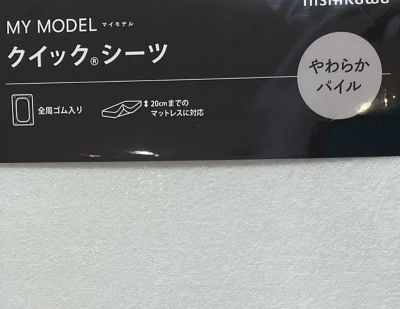 MY MODEL マイモデル
クイック®シーツ
やわらか
パイル
全周ゴム入り
20cmまでの
マットレスに対応